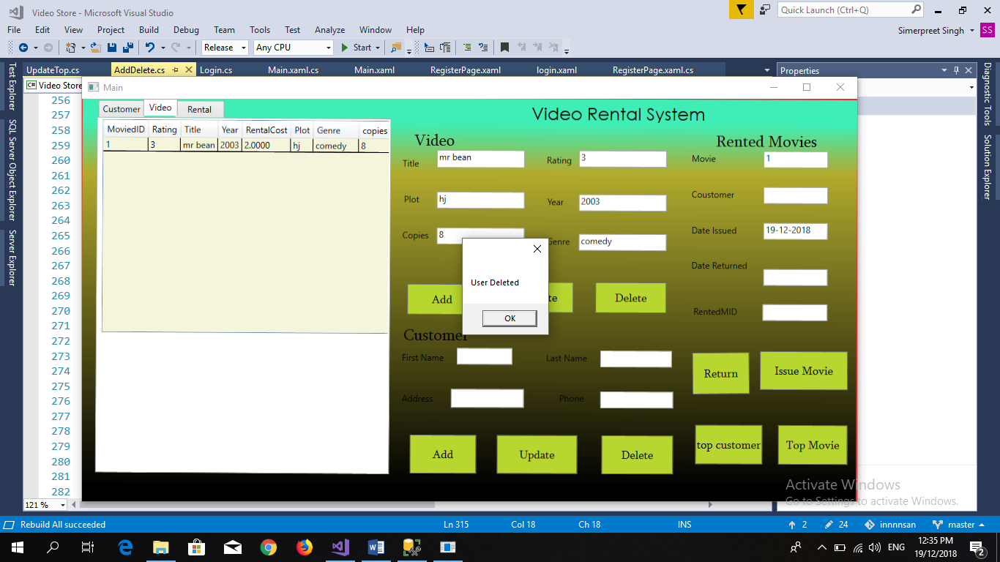 Video Store - Microsoft Visual Studio
Quick Launch (Ctrl+Q)
File Edit View Project Build Debug Team Tools Test Analyze Window Help
Simerpreet Singh SS
Release Any CPU Start
UpdateTop.cs AddDelete.cs Login.cs Main.xaml.cs Main.xaml RegisterPage.xaml login.xaml RegisterPage.xaml.cs
Properties
C# Video Store
Test Explorer
SQL Server Object Explorer
Server Explorer
Diagnostic Tools
Solution Explorer
256
257
258
259
260
261
262
263
264
265
266
267
268
269
270
271
272
273
274
275
276
277
278
279
280
281
282
Main
Customer Video Rental
Video Rental System
MoviedID Rating Title Year RentalCost Plot Genre copies
1 3 mr bean 2003 2.0000 hj comedy 8
Video
Title mr bean Rating 3
Plot hj Year 2003
Copies 8 Genre comedy
Add te Delete
User Deleted
OK
Customer
First Name Last Name
Address Phone
Add Update Delete
Rented Movies
Movie 1
Coustomer
Date Issued 19-12-2018
Date Returned
RentedMID
Return Issue Movie
top customer Top Movie
Activate Windows
Go to Settings to activate Windows.
121 %
Rebuild All succeeded Ln 315 Col 18 Ch 18 INS 2 24 innnnsan master
ENG 12:35 PM
19/12/2018
2